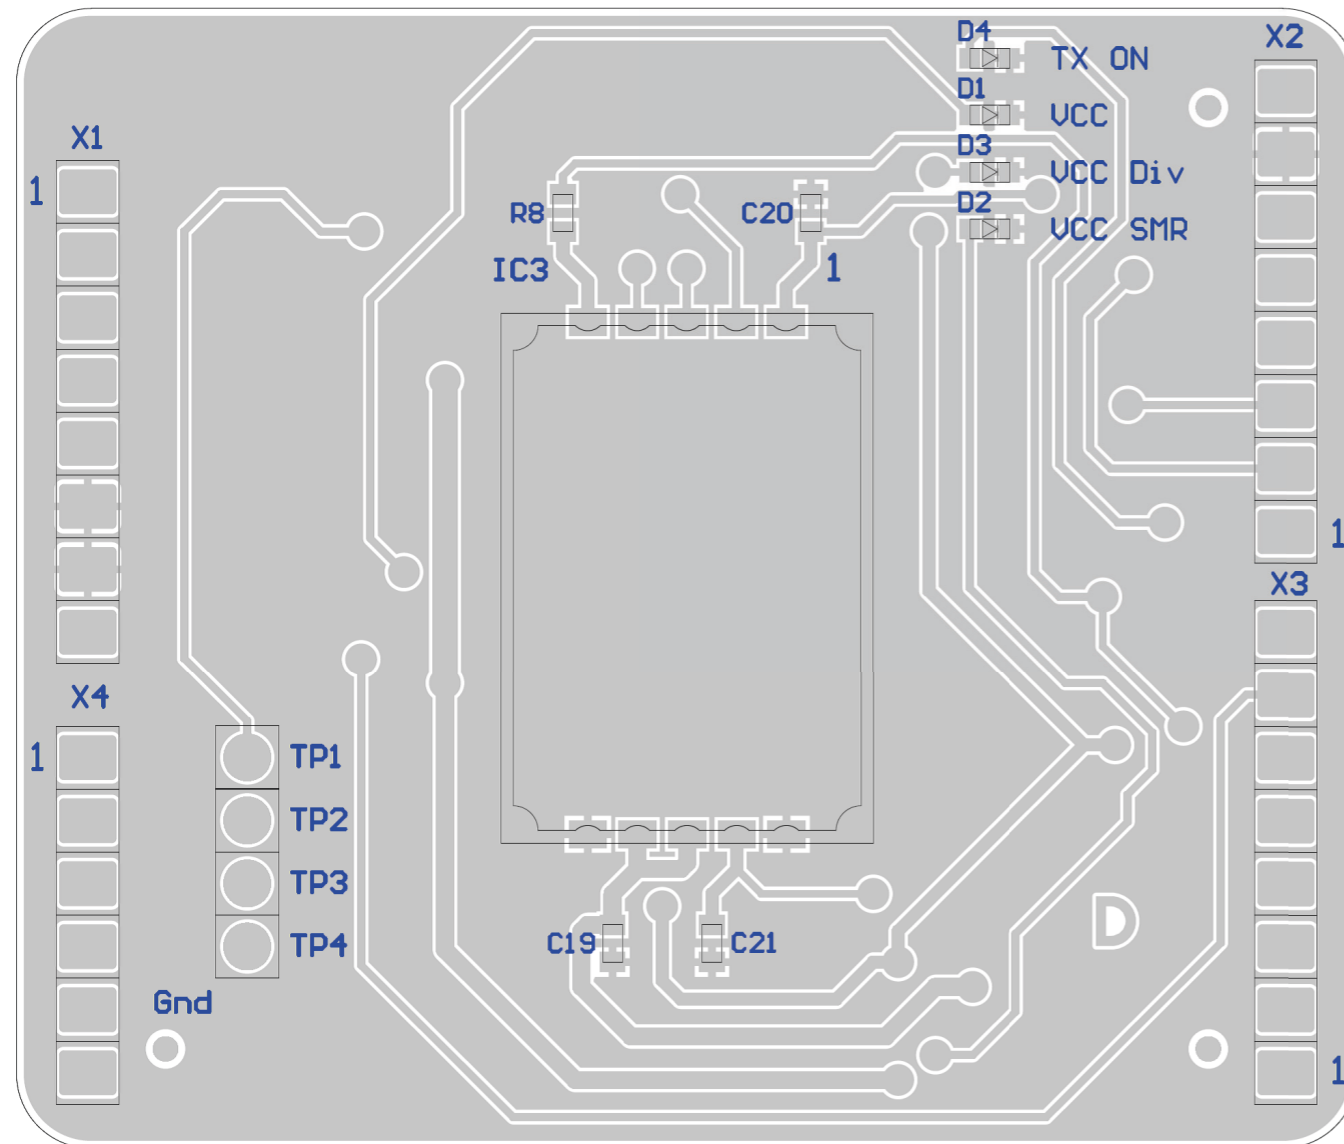 D4
TX ON
X2
D1
VCC
X1
D3
VCC Div
1
D2
VCC SMR
R8
C20
IC3
1
1
X3
X4
1
TP1
TP2
TP3
TP4
C19
C21
Gnd
1
D